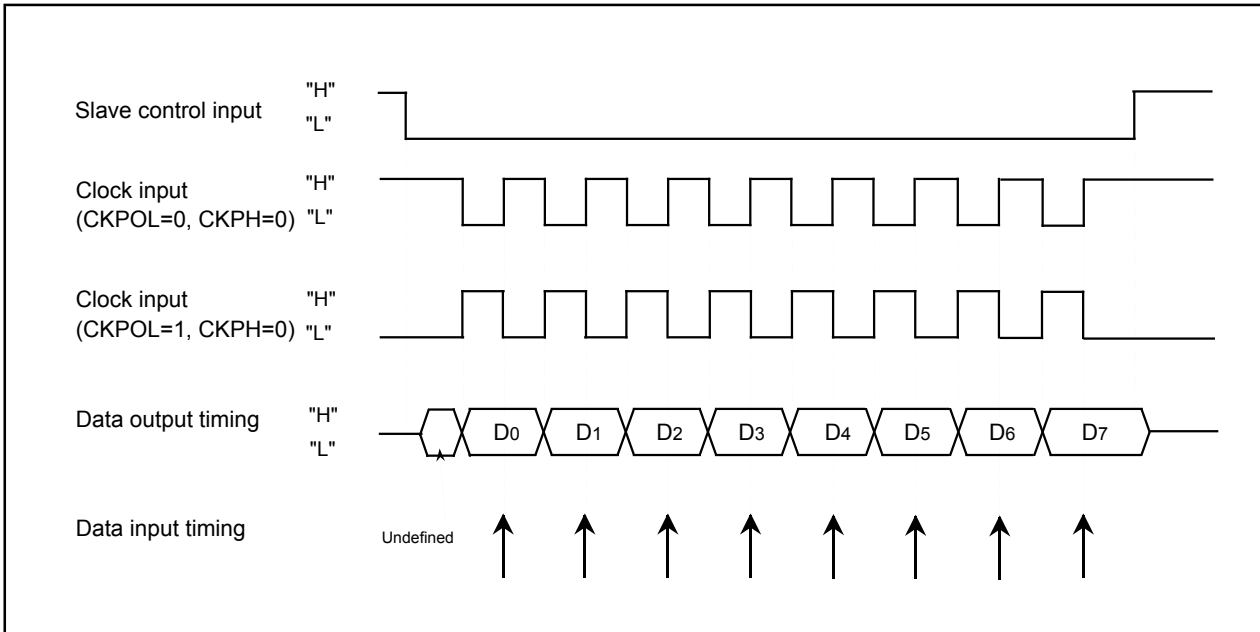 Slave control input "H"
"L"
Clock input "H"
(CKPOL=0, CKPH=0) "L"
Clock input "H"
(CKPOL=1, CKPH=0) "L"
Data output timing "H"
"L"
D0 D1 D2 D3 D4 D5 D6 D7
Data input timing
Undefined